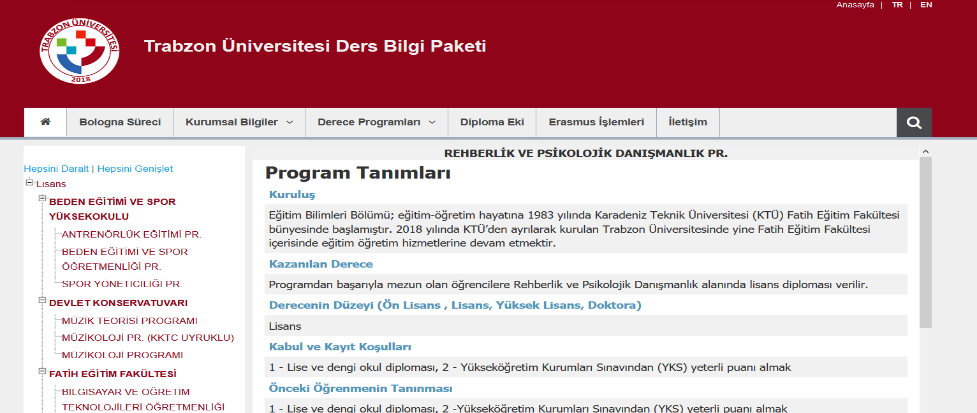 Anasayfa | TR | EN
TRABZON ÜNİVERSİTESİ
2018
Trabzon Üniversitesi Ders Bilgi Paketi
Bologna Süreci Kurumsal Bilgiler Derece Programları Diploma Eki Erasmus İşlemleri İletişim
Hepsini Daralt | Hepsini Genişlet
Lisans
BEDEN EĞİTİMİ VE SPOR
YÜKSEKOKULU
ANTRENÖRLÜK EĞİTİMİ PR.
BEDEN EĞİTİMİ VE SPOR
ÖĞRETMENLİĞİ PR.
SPOR YÖNETİCİLİĞİ PR.
DEVLET KONSERVATUVARI
MÜZİK TEORİSİ PROGRAMI
MÜZİKOLOJİ PR. (KKTC UYRUKLU)
MÜZİKOLOJİ PROGRAMI
FATİH EĞİTİM FAKÜLTESİ
BİLGİSAYAR VE ÖĞRETİM
TEKNOLOJİLERİ ÖĞRETMENLİĞİ
REHBERLİK VE PSİKOLOJİK DANIŞMANLIK PR.
Program Tanımları
Kuruluş
Eğitim Bilimleri Bölümü; eğitim-öğretim hayatına 1983 yılında Karadeniz Teknik Üniversitesi (KTÜ) Fatih Eğitim Fakültesi
bünyesinde başlamıştır. 2018 yılında KTÜ’den ayrılarak kurulan Trabzon Üniversitesinde yine Fatih Eğitim Fakültesi
içerisinde eğitim öğretim hizmetlerine devam etmektir.
Kazanılan Derece
Programdan başarıyla mezun olan öğrencilere Rehberlik ve Psikolojik Danışmanlık alanında lisans diploması verilir.
Derecenin Düzeyi (Ön Lisans , Lisans, Yüksek Lisans, Doktora)
Lisans
Kabul ve Kayıt Koşulları
1 - Lise ve dengi okul diploması, 2 - Yükseköğretim Kurumları Sınavından (YKS) yeterli puanı almak
Önceki Öğrenmenin Tanınması
1 - Lise ve dengi okul diploması, 2 -Yükseköğretim Kurumları Sınavından (YKS) yeterli puanı almak